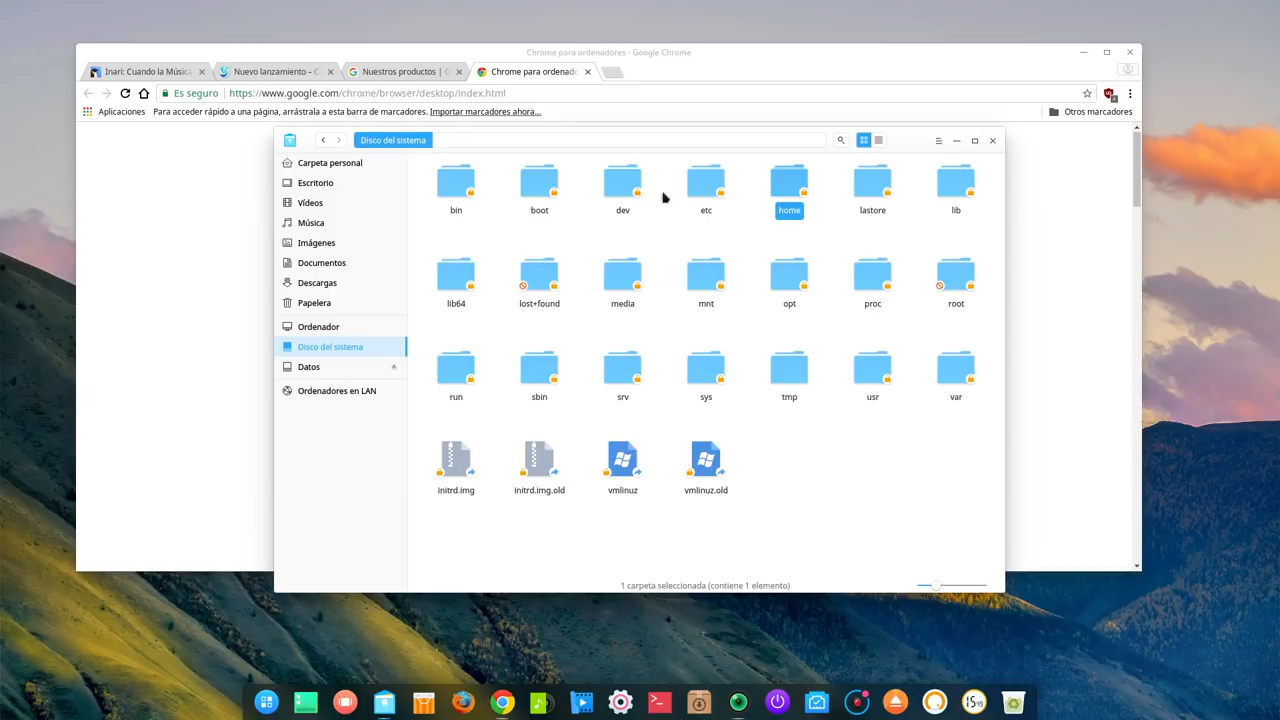 Chrome para ordenadores - Google Chrome
Inari: Cuando la Música
Nuevo lanzamiento – C
Nuestros productos | G
Chrome para ordenado
Es seguro
https://www.google.com/chrome/browser/desktop/index.html
Aplicaciones
Para acceder rápido a una página, arrástrala a esta barra de marcadores. Importar marcadores ahora...
Otros marcadores
Disco del sistema
Carpeta personal
Escritorio
Vídeos
Música
Imágenes
Documentos
Descargas
Papelera
Ordenador
Disco del sistema
Datos
Ordenadores en LAN
bin boot dev etc home lastore lib
lib64 lost+found media mnt opt proc root
run sbin srv sys tmp usr var
initrd.img initrd.img.old vmlinuz vmlinuz.old
1 carpeta seleccionada (contiene 1 elemento)